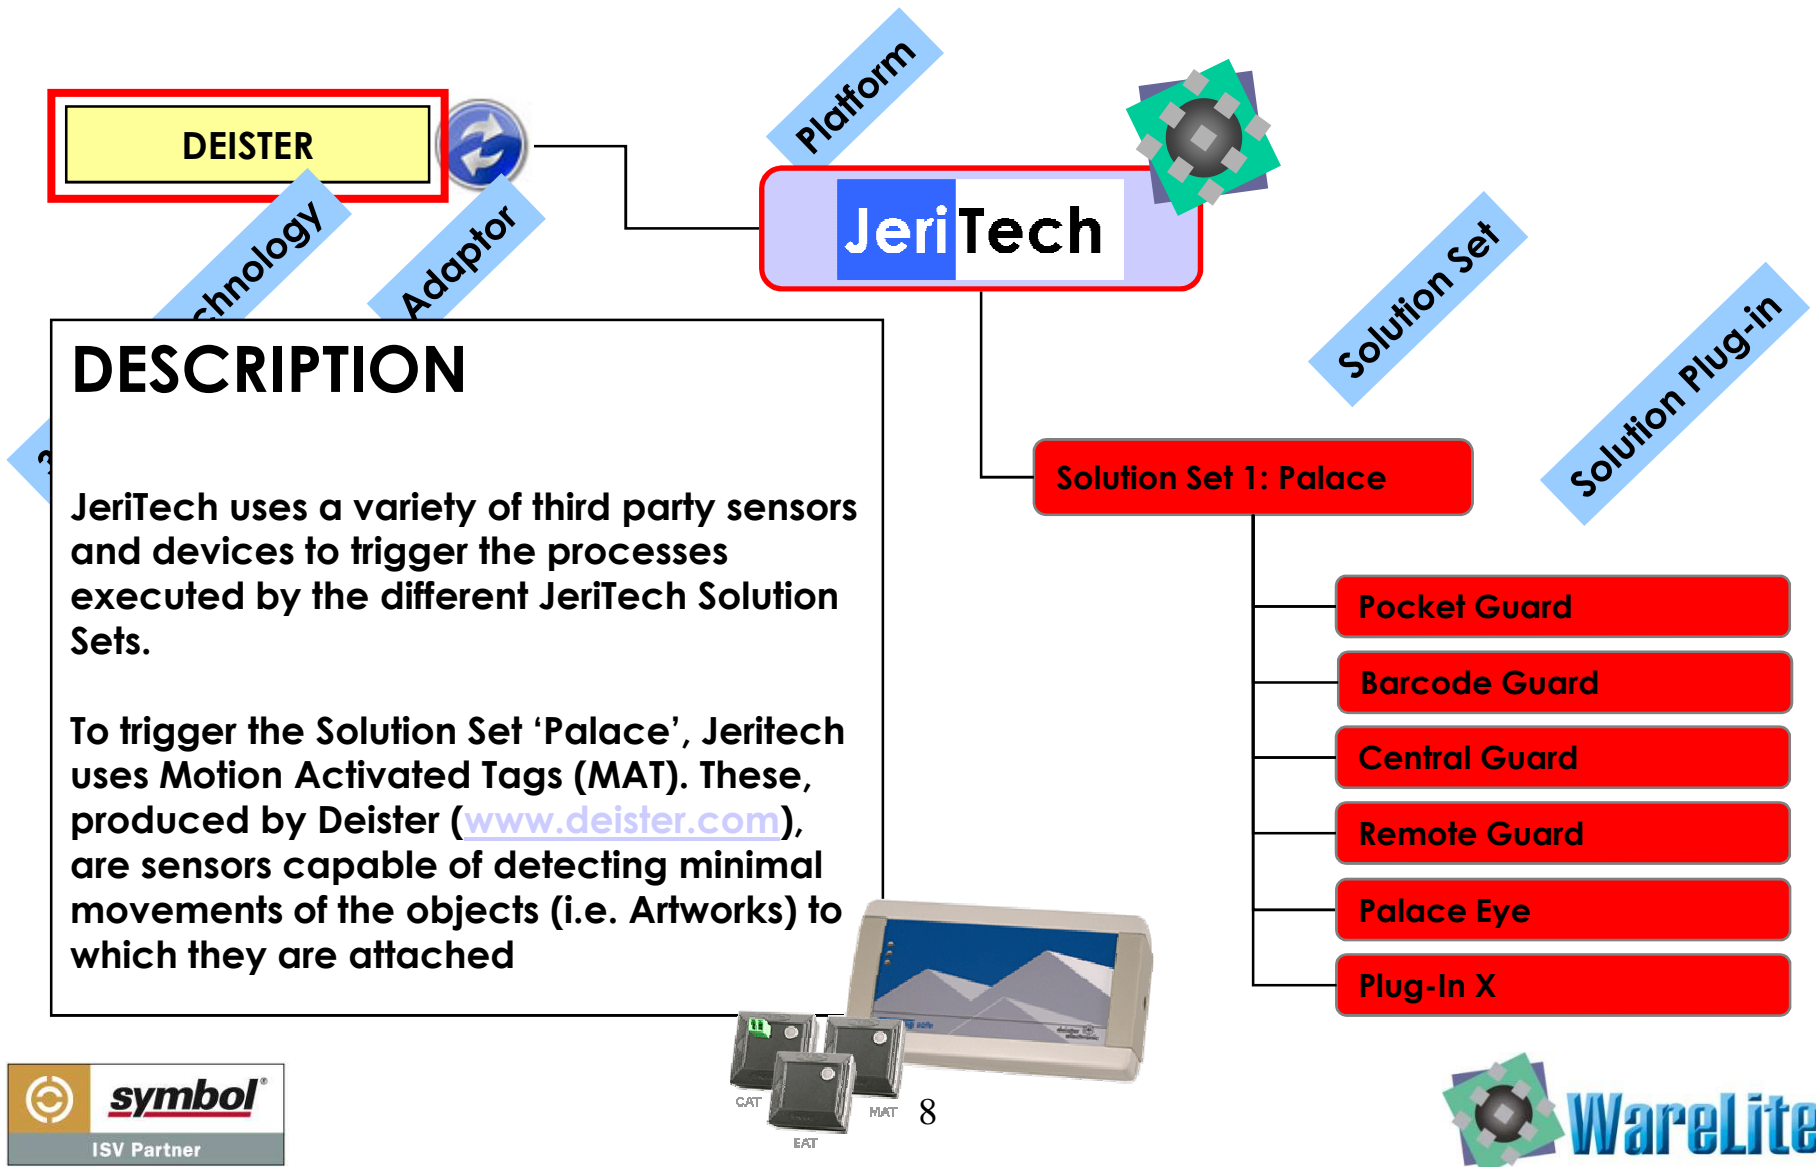 Platform
DEISTER
JeriTech
Adaptor
Solution Set
Solution Plug-in
DESCRIPTION
JeriTech uses a variety of third party sensors
and devices to trigger the processes
executed by the different JeriTech Solution
Sets.
To trigger the Solution Set ‘Palace’, Jeritech
uses Motion Activated Tags (MAT). These,
produced by Deister (www.deister.com),
are sensors capable of detecting minimal
movements of the objects (i.e. Artworks) to
which they are attached
Solution Set 1: Palace
Pocket Guard
Barcode Guard
Central Guard
Remote Guard
Palace Eye
Plug-In X
deister
electronic
CAT
MAT
EAT
8
symbol®
ISV Partner
WareLite